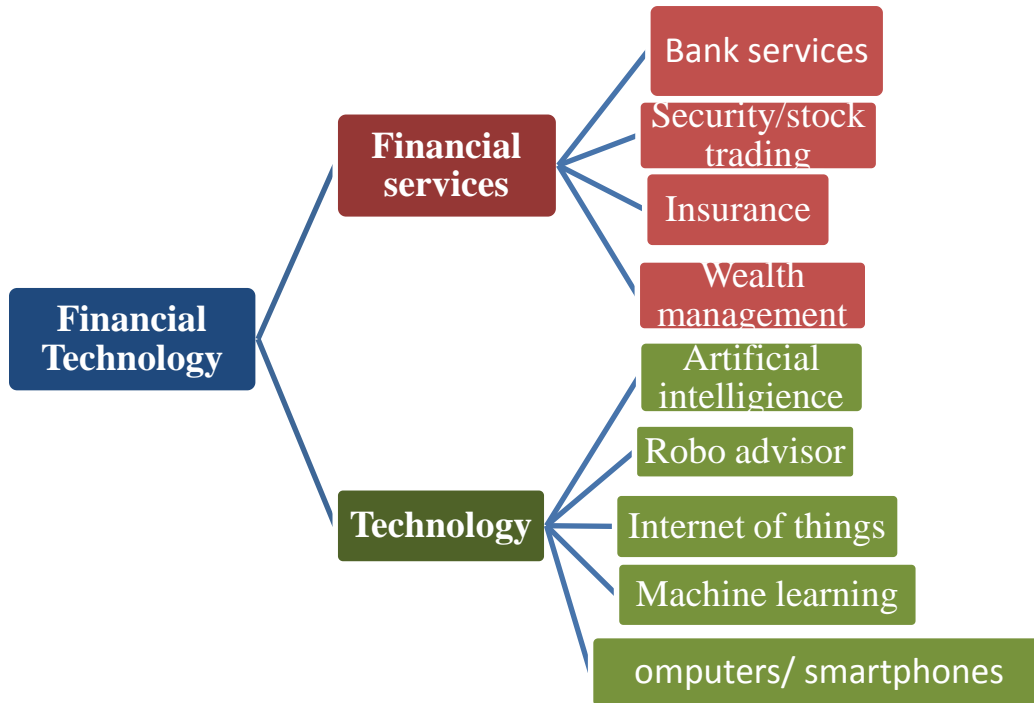 Bank services
Security/stock
trading
Financial
services
Insurance
Wealth
management
Financial
Technology
Artificial
intelligience
Robo advisor
Technology
Internet of things
Machine learning
omputers/ smartphones